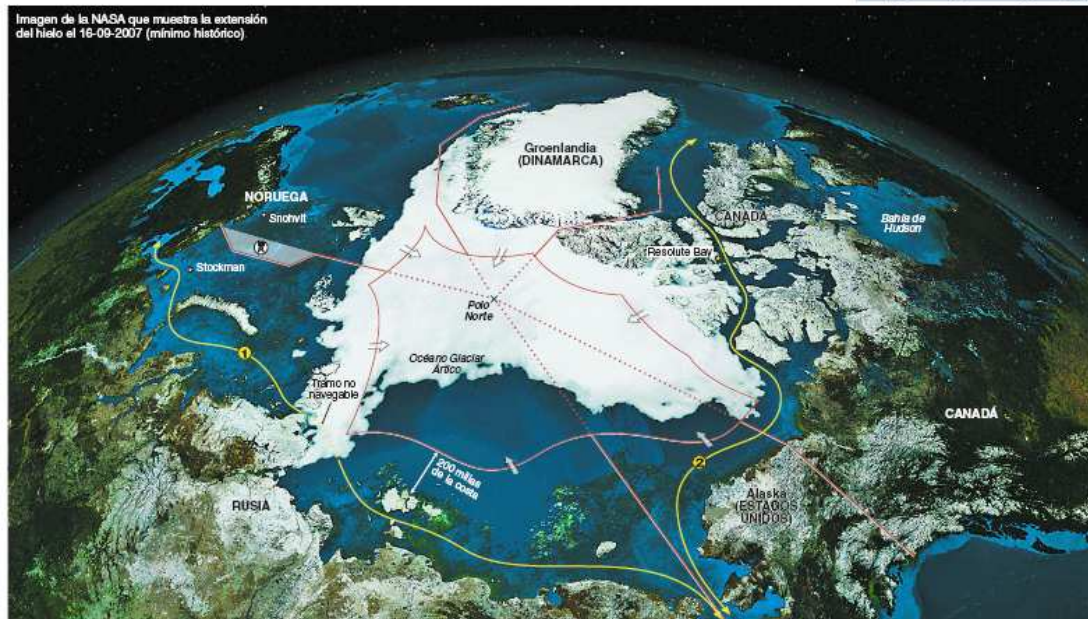 Imagen de la NASA que muestra la extensión
del hielo el 16-09-2007 (mínimo histórico)
Groenlandia
(DINAMARCA)
NORUEGA
Snohvit
Stockman
CANADÁ
Bahía de
Hudson
Resolute Bay
Polo
Norte
1
Océano Glaciar
Ártico
Tramo no
navegable
CANADÁ
2
200 millas
de la costa
RUSIA
Alaska
(ESTADOS
UNIDOS)